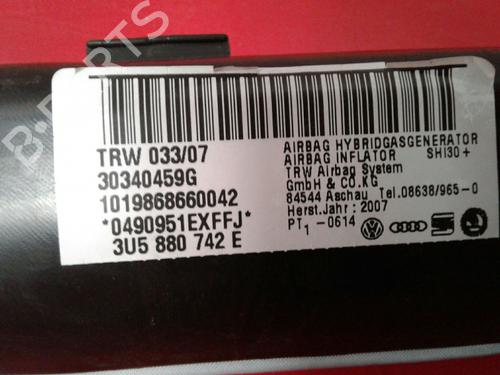 TRW 033/07
30340459G
1019868660042
*0490951EXFFJ*
3U5 880 742 E
AIRBAG HYBRIDGASGENERATOR
AIRBAG INFLATOR SHI30+
TRW Airbag System
GmbH & CO.KG
84544 Aschau Tel.08638/965-0
Herst.Jahr: 2007
PT1 -0614
B-PARTS